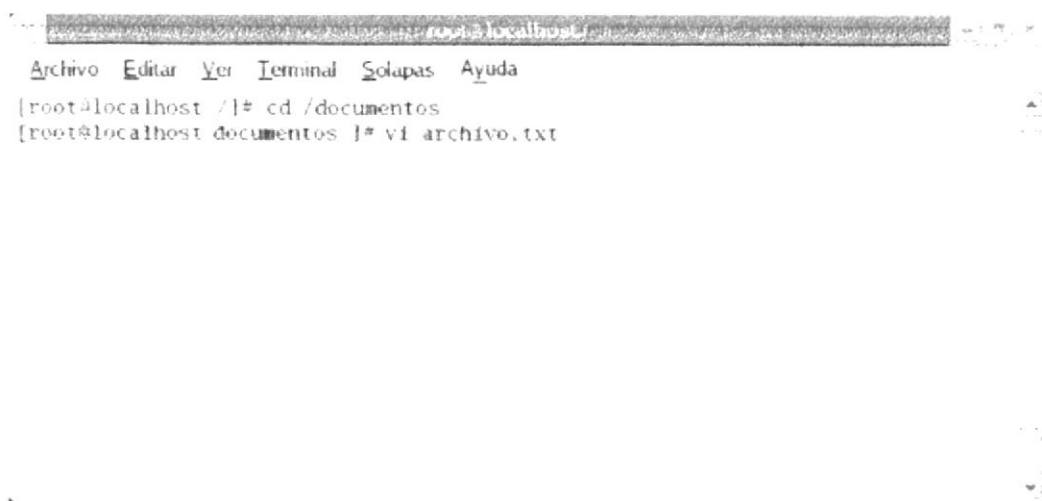 root@localhost:/
Archivo Editar Ver Terminal Solapas Ayuda
[root@localhost /]# cd /documentos
[root@localhost documentos ]# vi archivo.txt